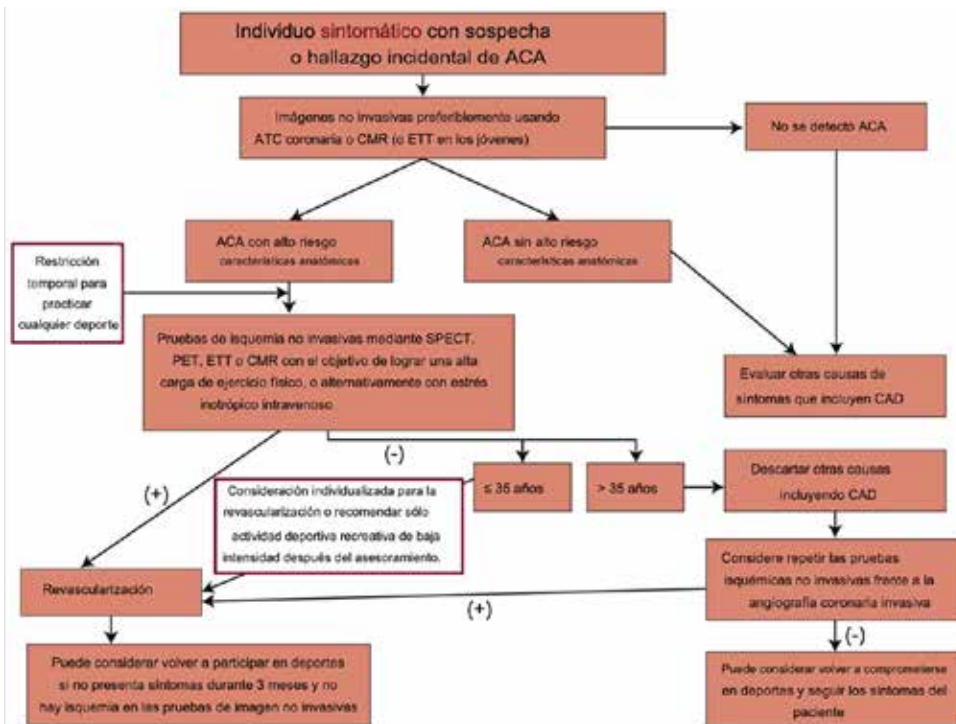 Individuo sintomático con sospecha
o hallazgo incidental de ACA
Imágenes no invasivas preferiblemente usando
ATC coronaria o CMR (o ETT en los jóvenes)
No se detectó ACA
ACA con alto riesgo
características anatómicas
ACA sin alto riesgo
características anatómicas
Restricción
temporal para
practicar
cualquier deporte
Pruebas de isquemia no invasivas mediante SPECT,
PET, ETT o CMR con el objetivo de lograr una alta
carga de ejercicio físico, o alternativamente con estrés
inotrópico intravenoso
Evaluar otras causas de
síntomas que incluyen CAD
(-)
(+)
≤ 35 años
> 35 años
Descartar otras causas
incluyendo CAD
Consideración individualizada para la
revascularización o recomendar sólo
actividad deportiva recreativa de baja
intensidad después del asesoramiento.
Considere repetir las pruebas
isquémicas no invasivas frente a la
angiografía coronaria invasiva
Revascularización
(+)
(-)
Puede considerar volver a participar en deportes
si no presenta síntomas durante 3 meses y no
hay isquemia en las pruebas de imagen no invasivas
Puede considerar volver a comprometerse
en deportes y seguir los síntomas del
paciente